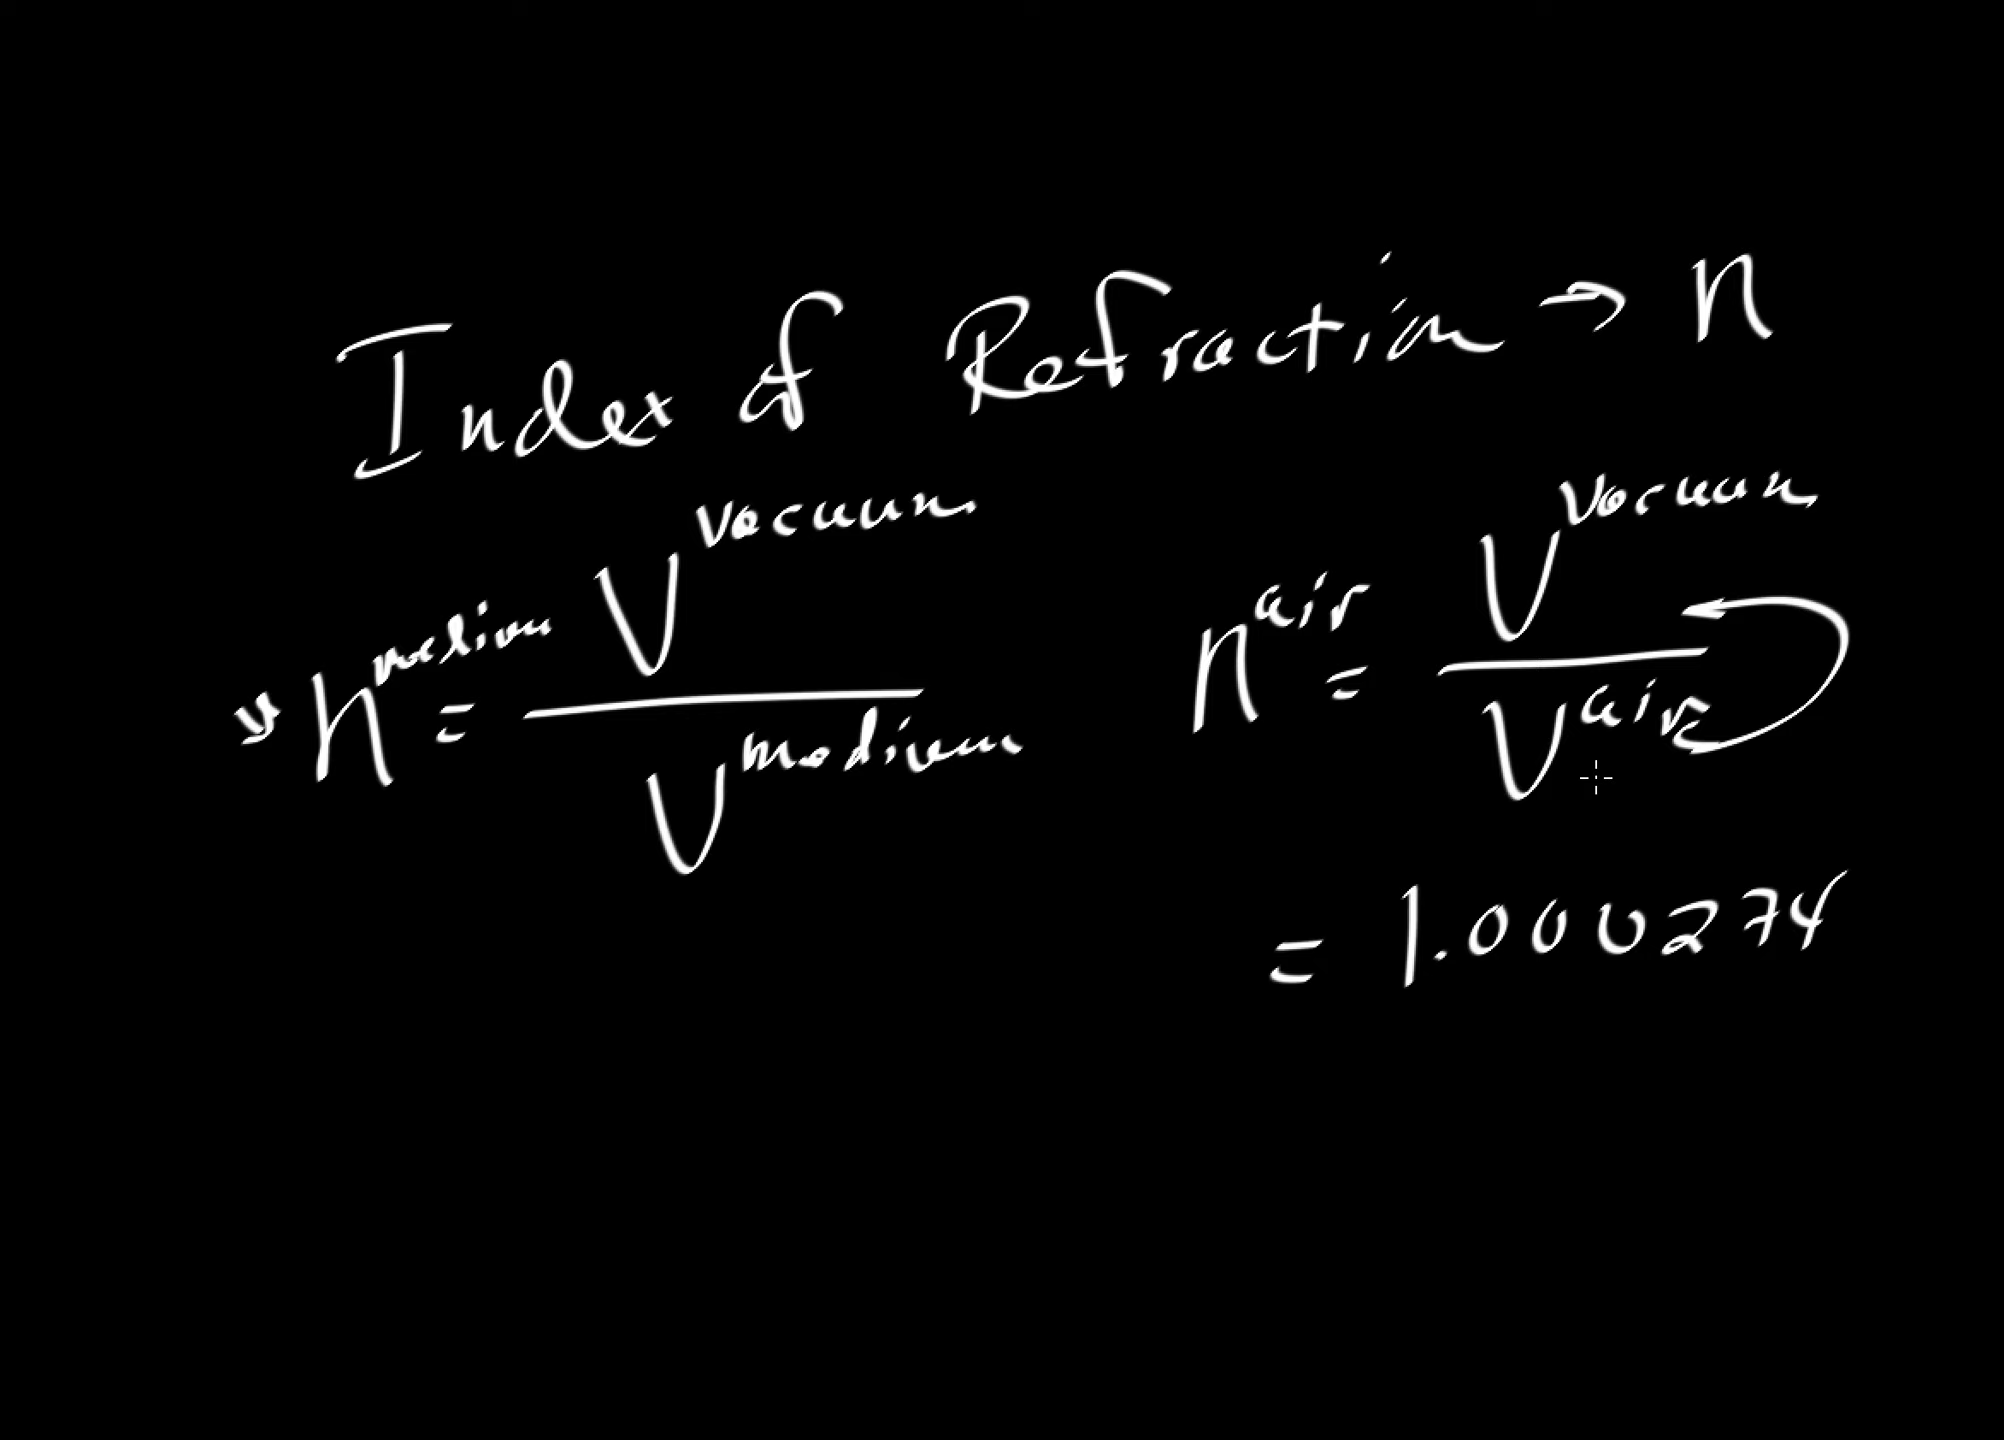 Index of Refraction → n
n^medium = V^vacuum / V^medium
n^air = V^vacuum / V^air
= 1.000274